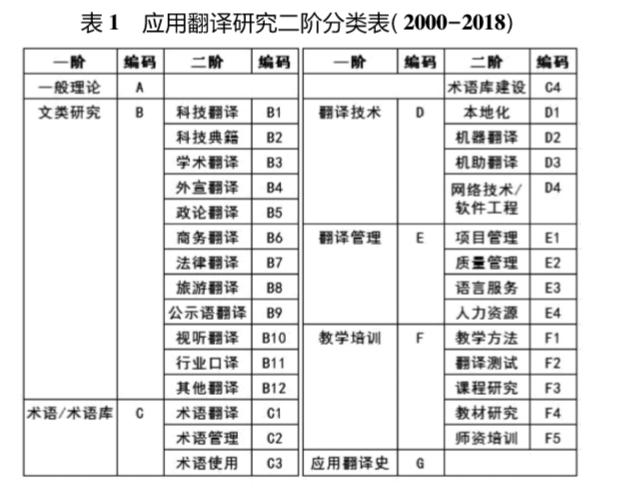 表 1 应用翻译研究二阶分类表( 2000-2018)
一阶 编码 二阶 编码 一阶 编码 二阶 编码
一般理论 A 术语库建设 C4
文类研究 B 科技翻译 B1 翻译技术 D 本地化 D1
科技典籍 B2 机器翻译 D2
学术翻译 B3 机助翻译 D3
外宣翻译 B4 网络技术/ D4
政论翻译 B5 软件工程
商务翻译 B6 翻译管理 E 项目管理 E1
法律翻译 B7 质量管理 E2
旅游翻译 B8 语言服务 E3
公示语翻译 B9 人力资源 E4
视听翻译 B10 教学培训 F 教学方法 F1
行业口译 B11 翻译测试 F2
其他翻译 B12 课程研究 F3
术语/术语库 C 术语翻译 C1 教材研究 F4
术语管理 C2 师资培训 F5
术语使用 C3 应用翻译史 G